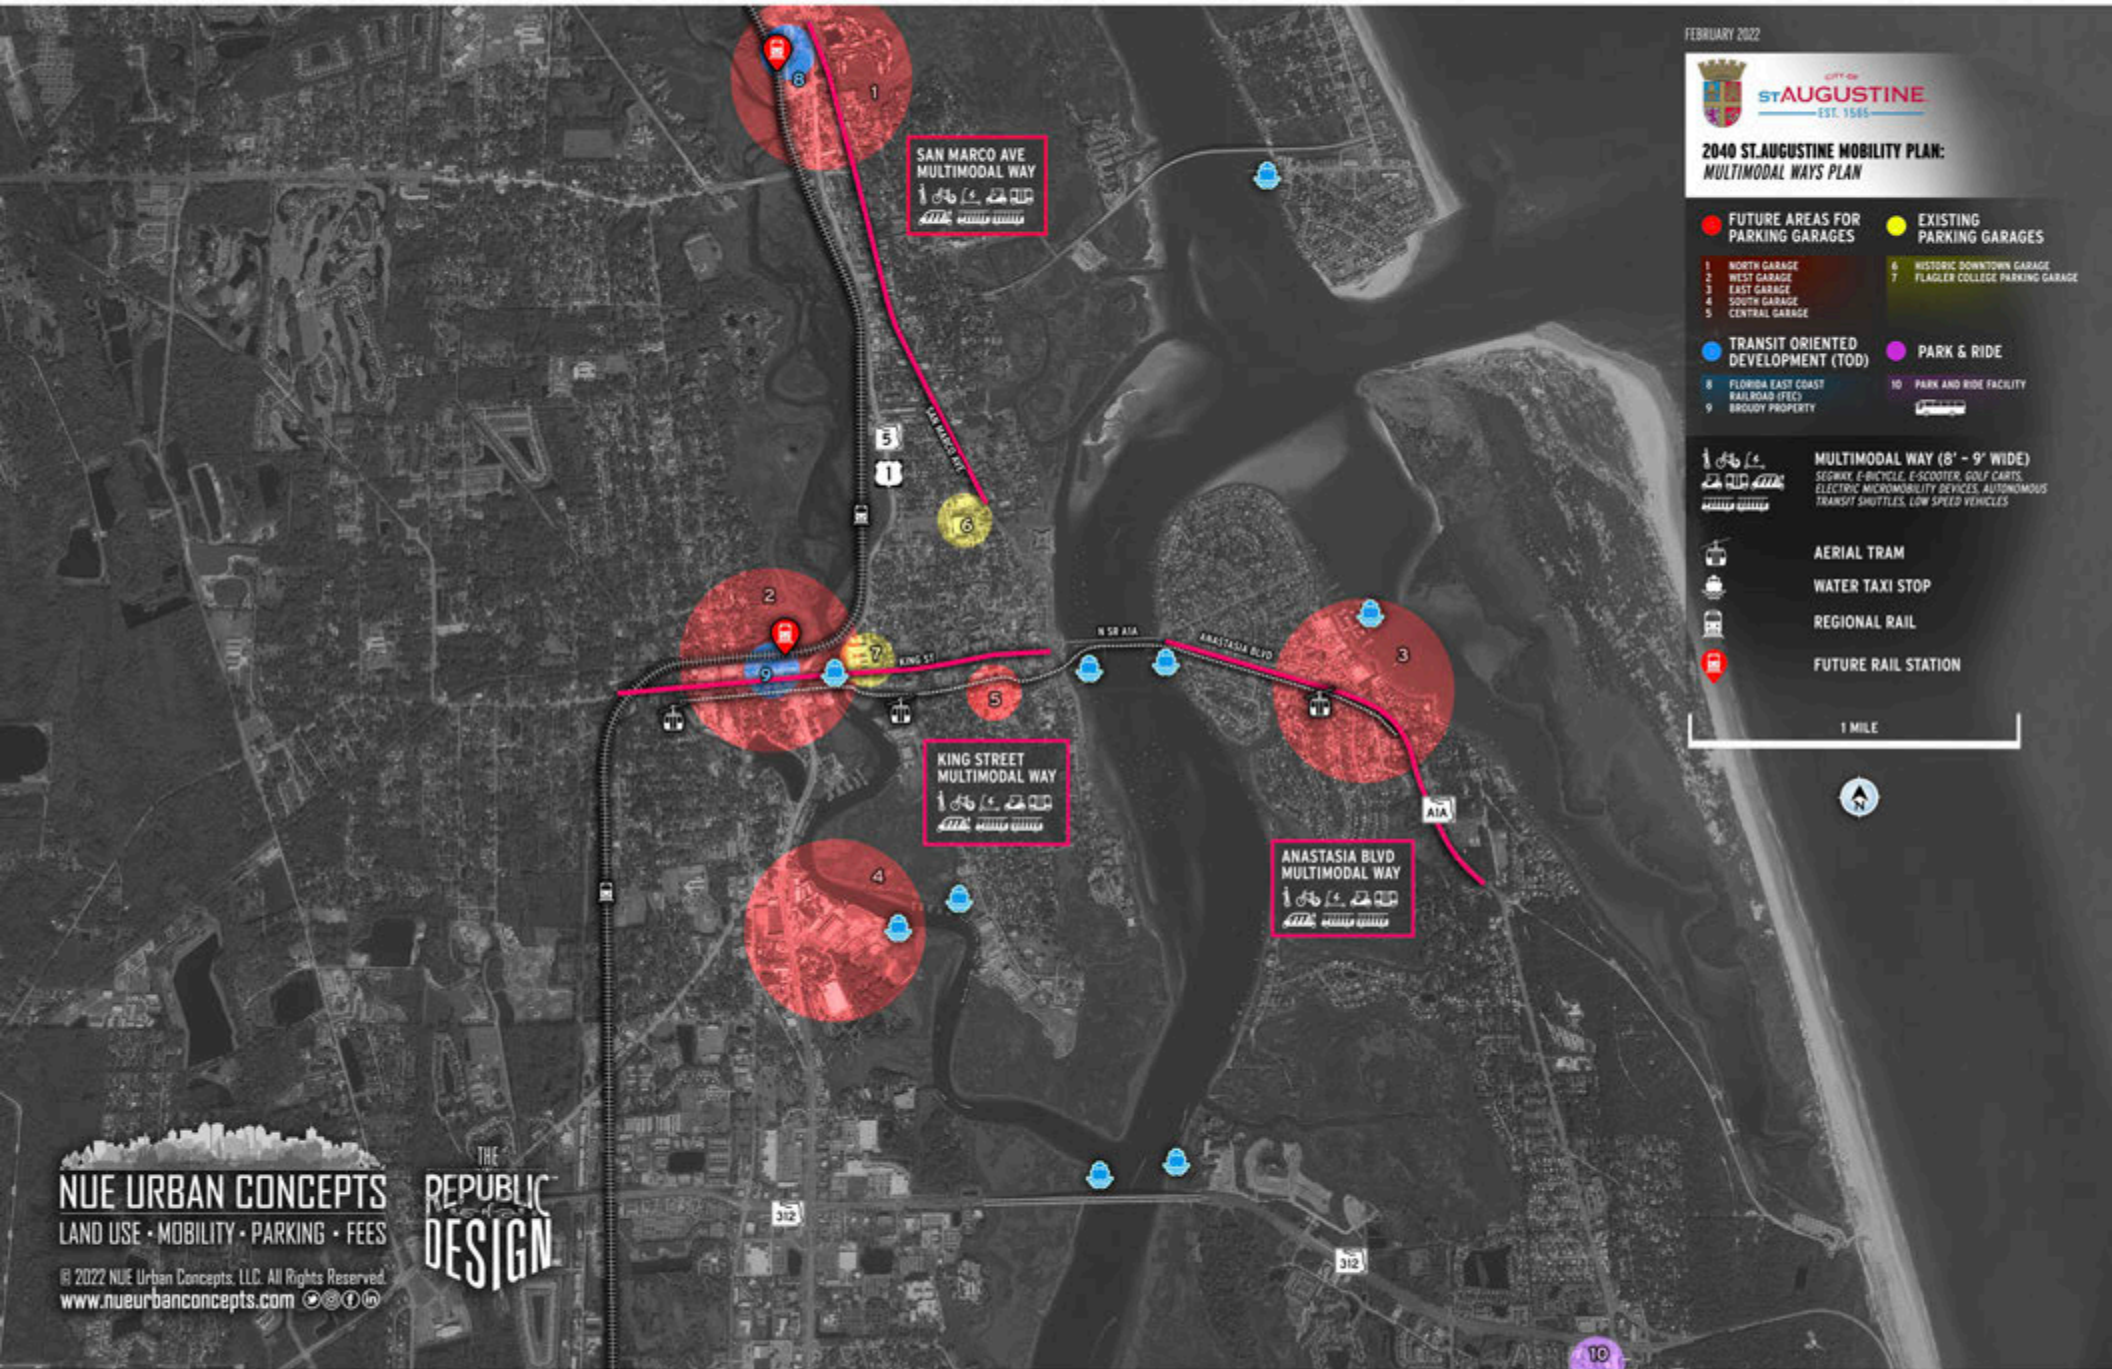 FEBRUARY 2022
CITY OF
STAUGUSTINE
EST. 1565
2040 ST.AUGUSTINE MOBILITY PLAN:
MULTIMODAL WAYS PLAN
FUTURE AREAS FOR
PARKING GARAGES
1 NORTH GARAGE
2 WEST GARAGE
3 EAST GARAGE
4 SOUTH GARAGE
5 CENTRAL GARAGE
EXISTING
PARKING GARAGES
6 HISTORIC DOWNTOWN GARAGE
7 FLAGLER COLLEGE PARKING GARAGE
TRANSIT ORIENTED
DEVELOPMENT (TOD)
8 FLORIDA EAST COAST
RAILROAD (FEC)
9 BROUDY PROPERTY
PARK & RIDE
10 PARK AND RIDE FACILITY
MULTIMODAL WAY (8' - 9' WIDE)
SEGWAY, E-BICYCLE, E-SCOOTER, GOLF CARTS,
ELECTRIC MICROMOBILITY DEVICES, AUTONOMOUS
TRANSIT SHUTTLES, LOW SPEED VEHICLES
AERIAL TRAM
WATER TAXI STOP
REGIONAL RAIL
FUTURE RAIL STATION
1 MILE
N
8
1
SAN MARCO AVE
MULTIMODAL WAY
SAN MARCO AVE
5
1
6
2
7
9
KING ST
5
N SR A1A
ANASTASIA BLVD
3
KING STREET
MULTIMODAL WAY
A1A
ANASTASIA BLVD
MULTIMODAL WAY
4
312
312
10
NUE URBAN CONCEPTS
LAND USE • MOBILITY • PARKING • FEES
© 2022 NUE Urban Concepts, LLC. All Rights Reserved.
www.nueurbanconcepts.com
THE
REPUBLIC
of
DESIGN